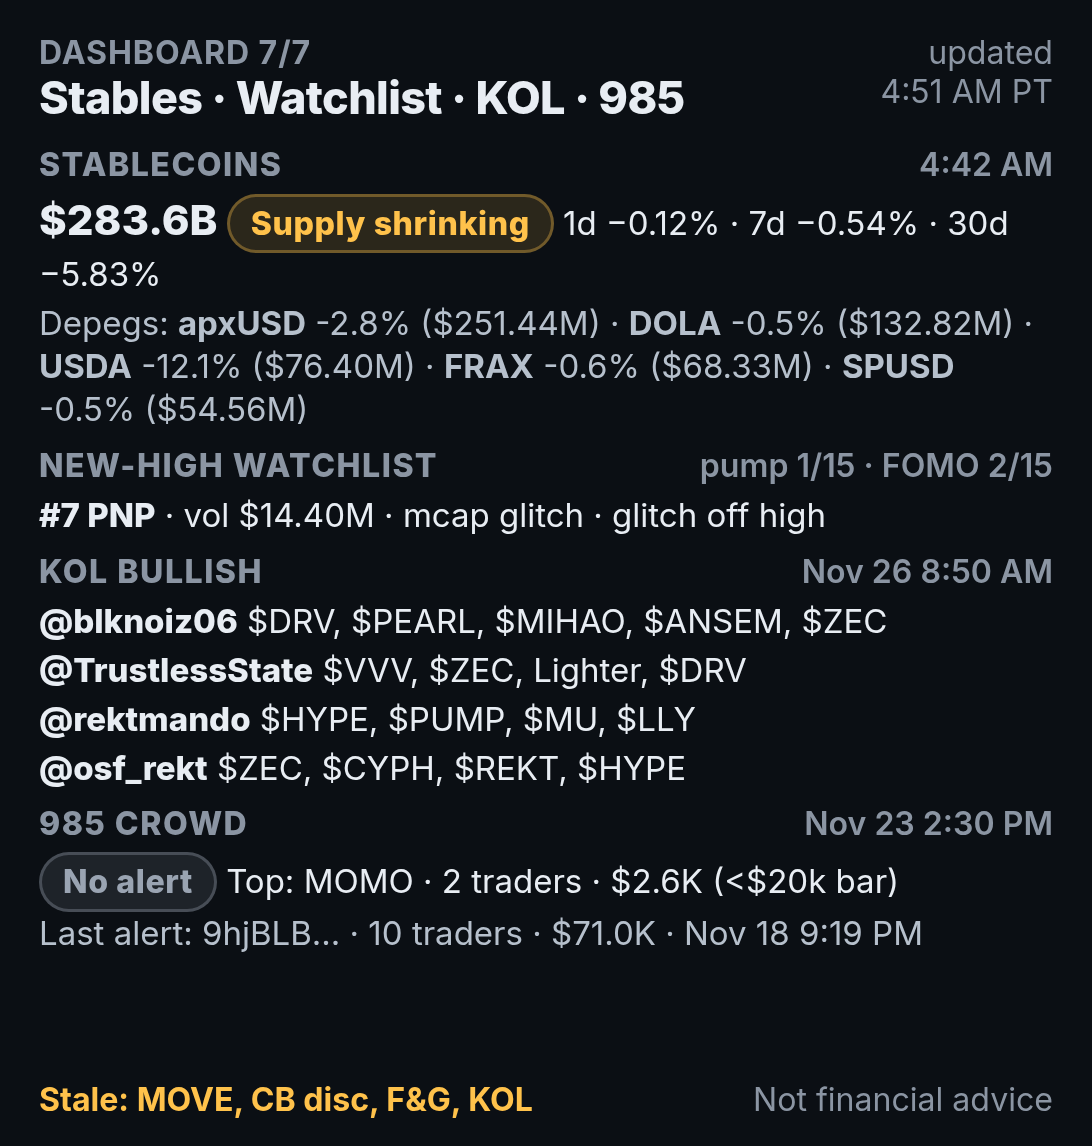 DASHBOARD 7/7
updated
4:51 AM PT
Stables · Watchlist · KOL · 985
STABLECOINS 4:42 AM
$283.6B Supply shrinking 1d −0.12% · 7d −0.54% · 30d
−5.83%
Depegs: apxUSD -2.8% ($251.44M) · DOLA -0.5% ($132.82M) ·
USDA -12.1% ($76.40M) · FRAX -0.6% ($68.33M) · SPUSD
-0.5% ($54.56M)
NEW-HIGH WATCHLIST pump 1/15 · FOMO 2/15
#7 PNP · vol $14.40M · mcap glitch · glitch off high
KOL BULLISH Nov 26 8:50 AM
@blknoiz06 $DRV, $PEARL, $MIHAO, $ANSEM, $ZEC
@TrustlessState $VVV, $ZEC, Lighter, $DRV
@rektmando $HYPE, $PUMP, $MU, $LLY
@osf_rekt $ZEC, $CYPH, $REKT, $HYPE
985 CROWD Nov 23 2:30 PM
No alert Top: MOMO · 2 traders · $2.6K (<$20k bar)
Last alert: 9hjBLB… · 10 traders · $71.0K · Nov 18 9:19 PM
Stale: MOVE, CB disc, F&G, KOL Not financial advice